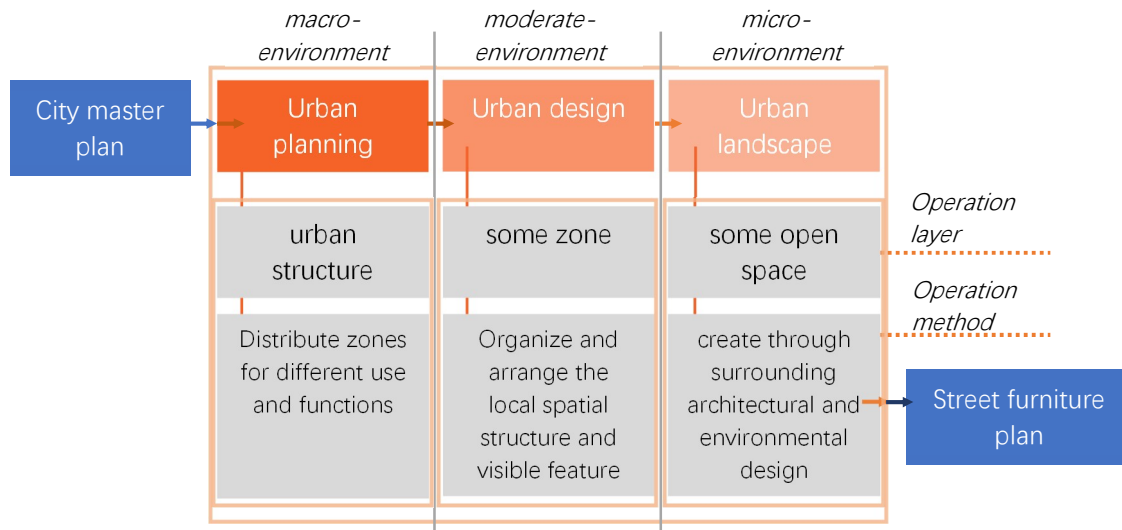 macro-
environment
moderate-
environment
micro-
environment
City master
plan
Urban
planning
Urban design
Urban
landscape
urban
structure
some zone
some open
space
Operation
layer
Operation
method
Distribute zones
for different use
and functions
Organize and
arrange the
local spatial
structure and
visible feature
create through
surrounding
architectural and
environmental
design
Street furniture
plan